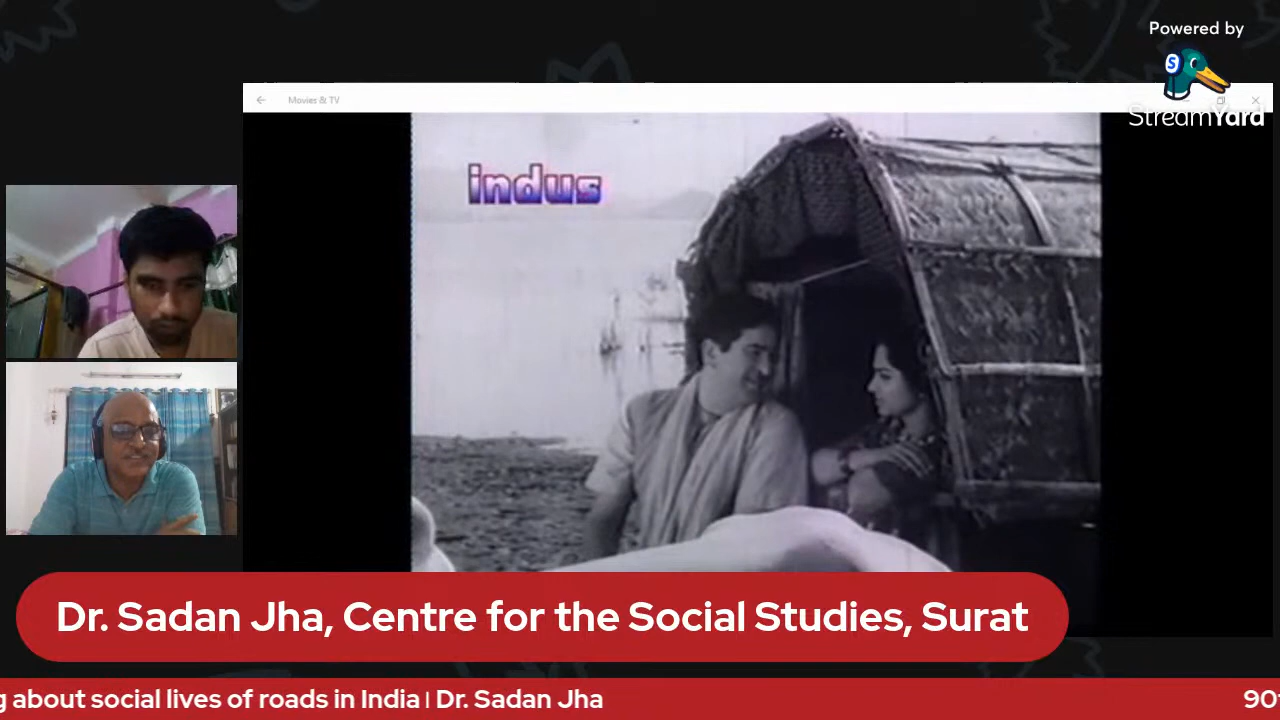 Powered by
StreamYard
Movies & TV
indus
Dr. Sadan Jha, Centre for the Social Studies, Surat
g about social lives of roads in India | Dr. Sadan Jha
90